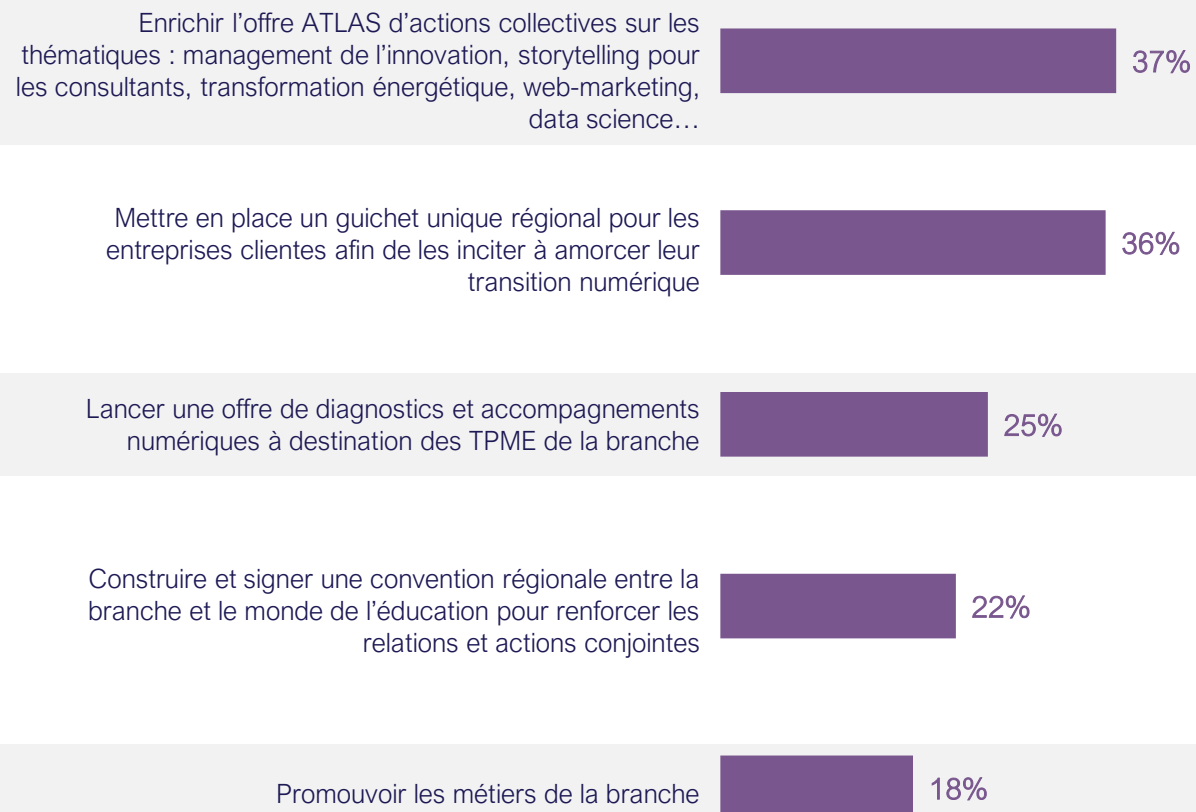 Enrichir l’offre ATLAS d’actions collectives sur les
thématiques : management de l’innovation, storytelling pour
les consultants, transformation énergétique, web-marketing,
data science…
37%
Mettre en place un guichet unique régional pour les
entreprises clientes afin de les inciter à amorcer leur
transition numérique
36%
Lancer une offre de diagnostics et accompagnements
numériques à destination des TPME de la branche
25%
Construire et signer une convention régionale entre la
branche et le monde de l’éducation pour renforcer les
relations et actions conjointes
22%
Promouvoir les métiers de la branche
18%